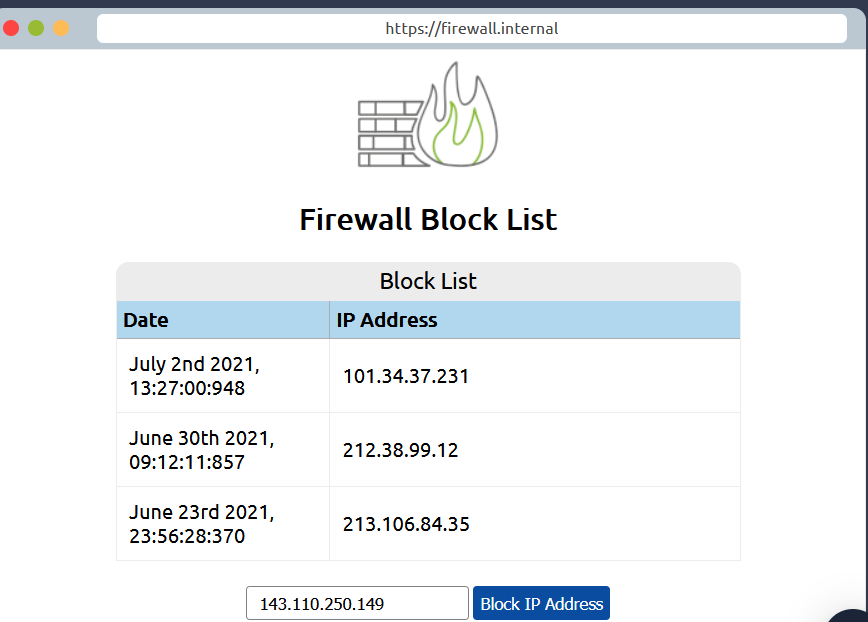 https://firewall.internal
Firewall Block List
Block List
Date IP Address
July 2nd 2021,
13:27:00:948
101.34.37.231
June 30th 2021,
09:12:11:857
212.38.99.12
June 23rd 2021,
23:56:28:370
213.106.84.35
143.110.250.149 Block IP Address